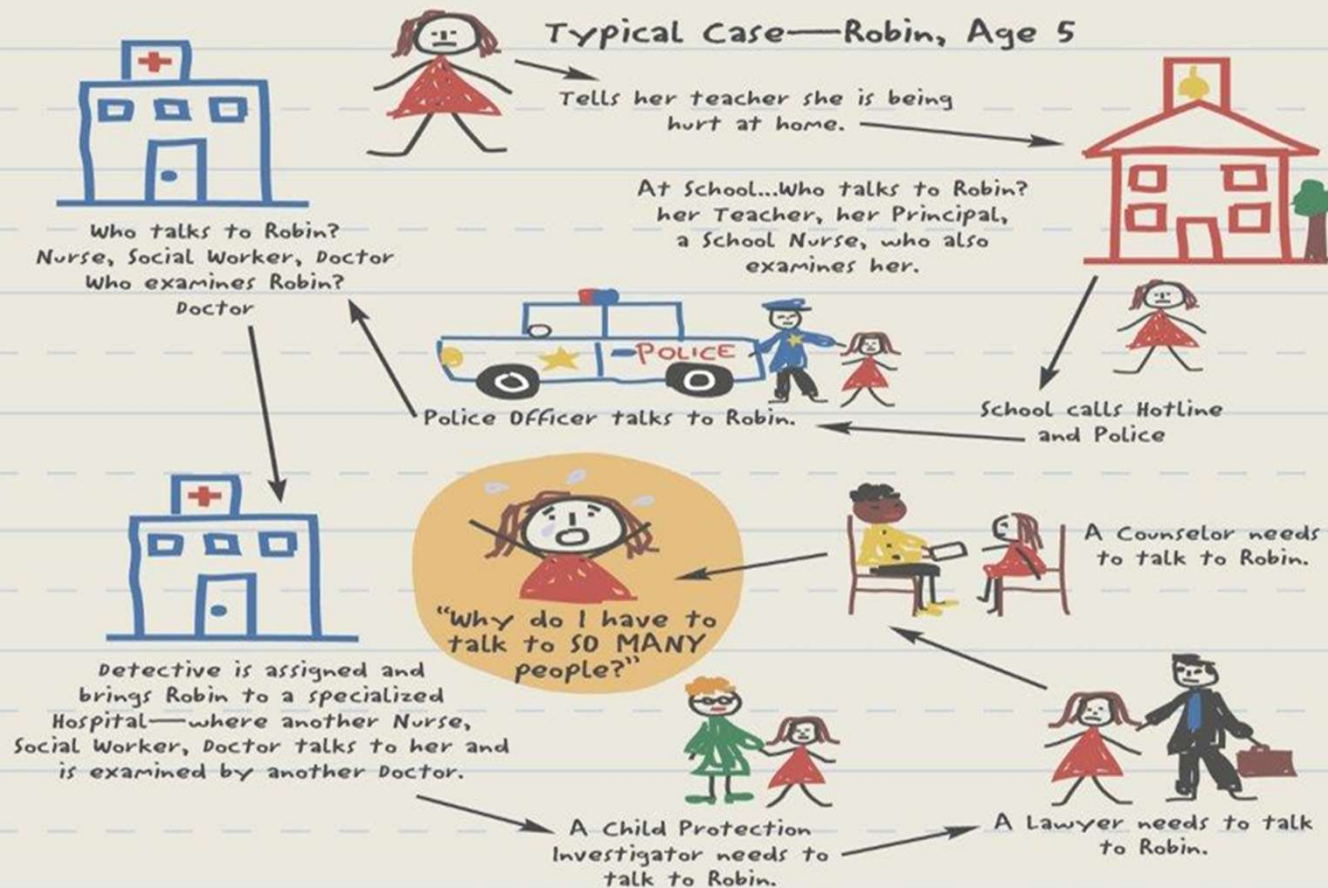 Typical Case—Robin, Age 5
Tells her teacher she is being
hurt at home.
At School...Who talks to Robin?
her Teacher, her Principal,
a School Nurse, who also
examines her.
School calls Hotline
and Police
POLICE
Police Officer talks to Robin.
Who talks to Robin?
Nurse, Social Worker, Doctor
Who examines Robin?
Doctor
Detective is assigned and
brings Robin to a specialized
Hospital—where another Nurse,
Social Worker, Doctor talks to her and
is examined by another Doctor.
A Child Protection
Investigator needs to
talk to Robin.
A Lawyer needs to talk
to Robin.
A Counselor needs
to talk to Robin.
"Why do I have to
talk to SO MANY
people?"